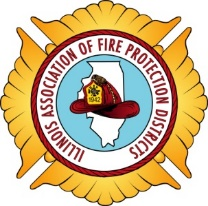 ILLINOIS ASSOCIATION OF FIRE PROTECTION DISTRICTS
1942